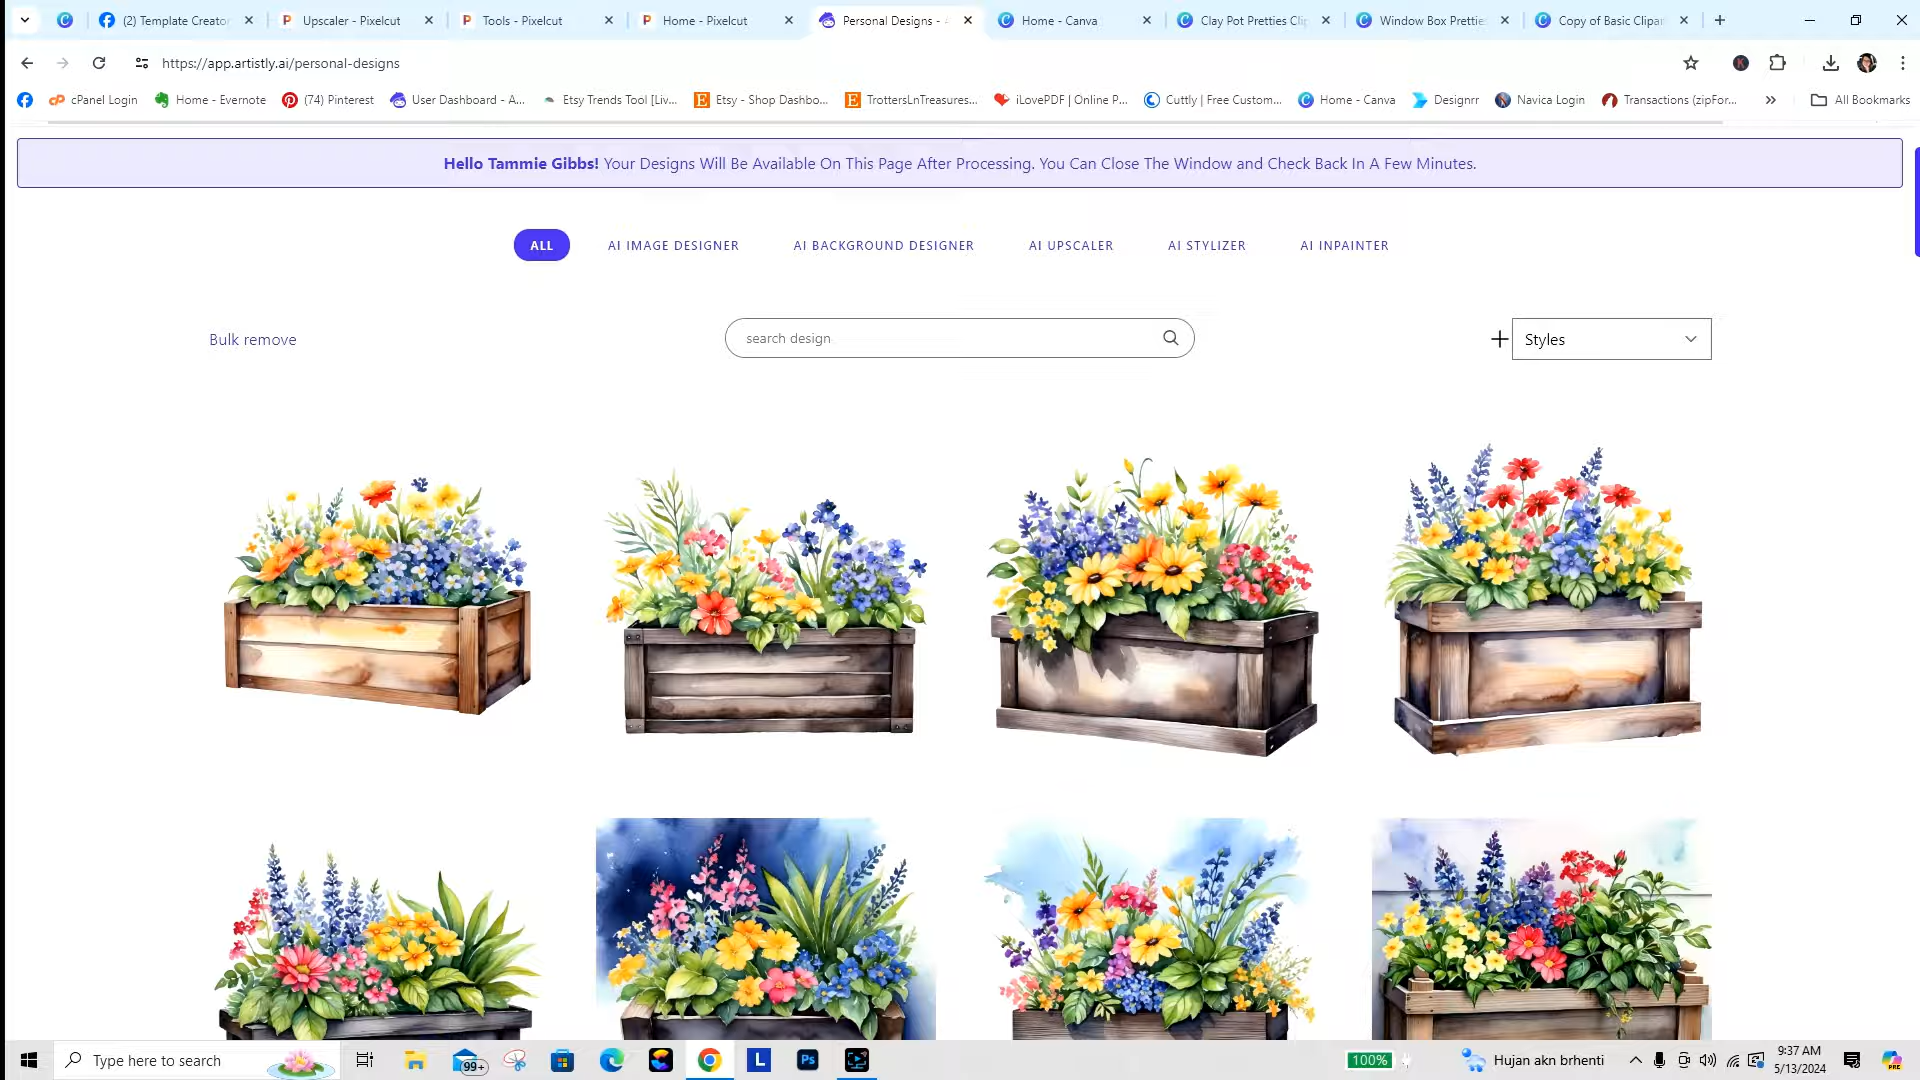 (2) Template Creator
Upscaler - Pixelcut
Tools - Pixelcut
Home - Pixelcut
Personal Designs -
Home - Canva
Clay Pot Pretties Clip
Window Box Pretties
Copy of Basic Clipar
https://app.artistly.ai/personal-designs
cPanel Login
Home - Evernote
(74) Pinterest
User Dashboard - A...
Etsy Trends Tool [Liv...
Etsy - Shop Dashbo...
TrottersLnTreasures...
iLovePDF | Online P...
Cuttly | Free Custom...
Home - Canva
Designrr
Navica Login
Transactions (zipFor...
All Bookmarks
Hello Tammie Gibbs! Your Designs Will Be Available On This Page After Processing. You Can Close The Window and Check Back In A Few Minutes.
ALL
AI IMAGE DESIGNER
AI BACKGROUND DESIGNER
AI UPSCALER
AI STYLIZER
AI INPAINTER
Bulk remove
search design
Styles
Type here to search
99+
L
Ps
100%
Hujan akn brhenti
9:37 AM
5/13/2024
PRE